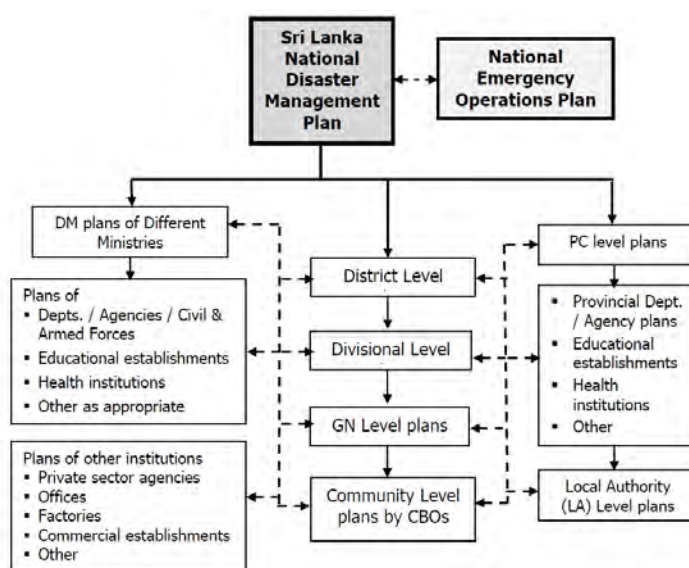 Sri Lanka
National
Disaster
Management
Plan
National
Emergency
Operations Plan
DM plans of Different
Ministries
Plans of
▪ Depts. / Agencies / Civil &
Armed Forces
▪ Educational establishments
▪ Health institutions
▪ Other as appropriate
Plans of other institutions
▪ Private sector agencies
▪ Offices
▪ Factories
▪ Commercial establishments
▪ Other
District Level
Divisional Level
GN Level plans
Community Level
plans by CBOs
PC level plans
▪ Provincial Dept.
/ Agency plans
▪ Educational
establishments
▪ Health
institutions
▪ Other
Local Authority
(LA) Level plans